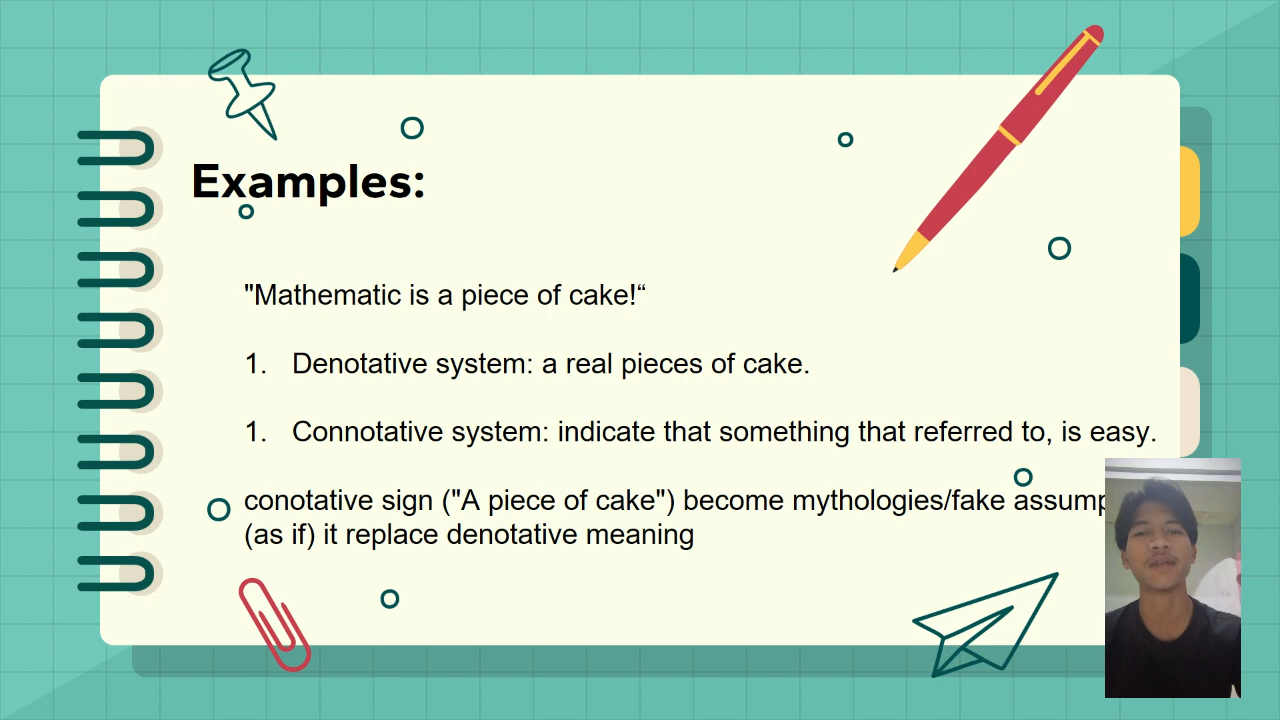 Examples:
"Mathematic is a piece of cake!“
1. Denotative system: a real pieces of cake.
1. Connotative system: indicate that something that referred to, is easy.
conotative sign ("A piece of cake") become mythologies/fake
(as if) it replace denotative meaning